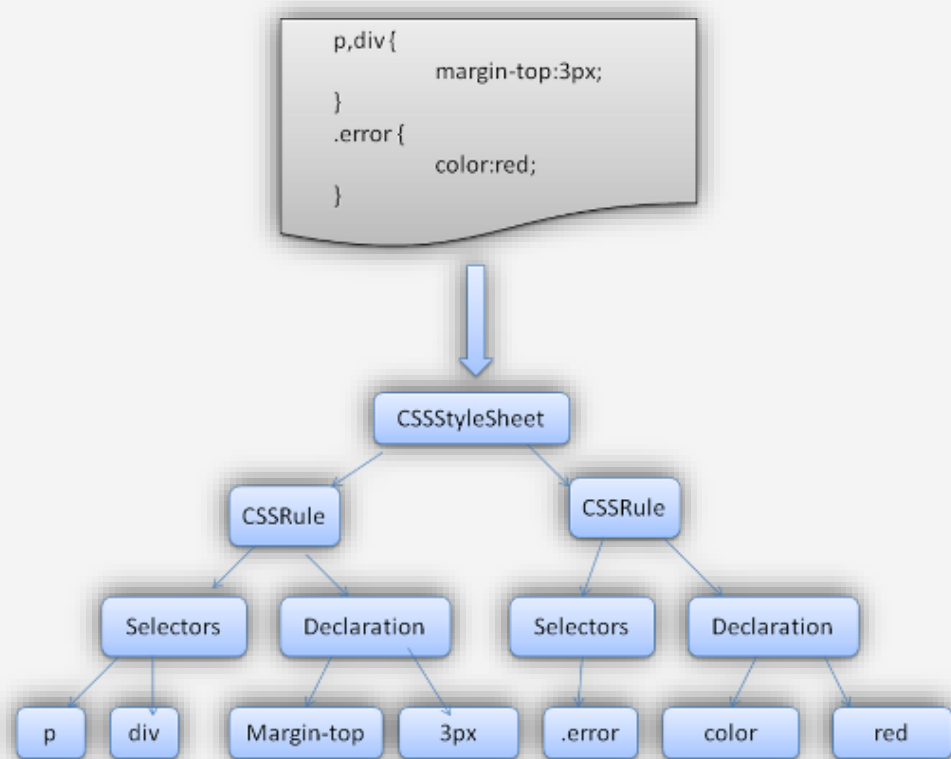 p,div {
margin-top:3px;
}
.error {
color:red;
}
CSSStyleSheet
CSSRule
CSSRule
Selectors
Declaration
Selectors
Declaration
p
div
Margin-top
3px
.error
color
red